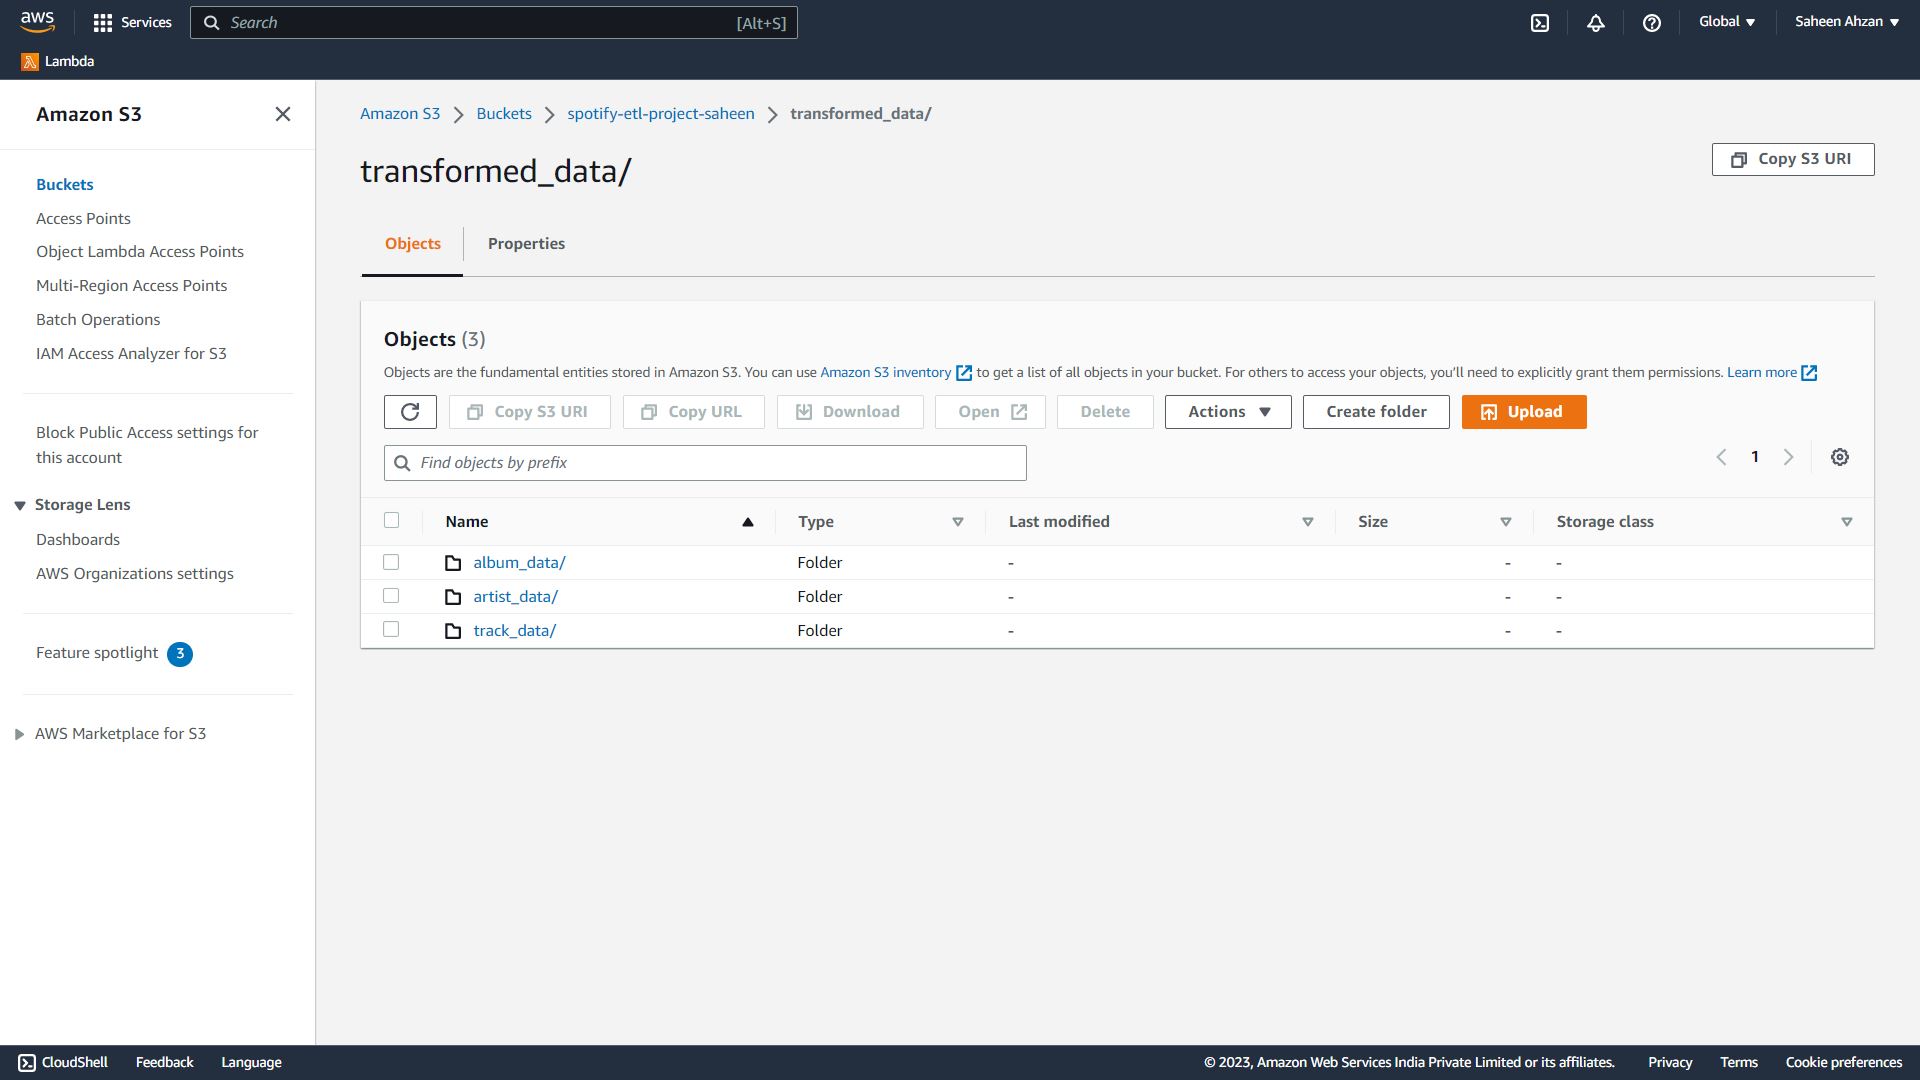 aws Services Search [Alt+S] Global Saheen Ahzan
Lambda
Amazon S3
Buckets
Access Points
Object Lambda Access Points
Multi-Region Access Points
Batch Operations
IAM Access Analyzer for S3
Block Public Access settings for
this account
Storage Lens
Dashboards
AWS Organizations settings
Feature spotlight 3
AWS Marketplace for S3
Amazon S3 Buckets spotify-etl-project-saheen transformed_data/
transformed_data/
Copy S3 URI
Objects Properties
Objects (3)
Objects are the fundamental entities stored in Amazon S3. You can use Amazon S3 inventory to get a list of all objects in your bucket. For others to access your objects, you'll need to explicitly grant them permissions. Learn more
Copy S3 URI Copy URL Download Open Delete Actions Create folder Upload
Find objects by prefix 1
Name Type Last modified Size Storage class
album_data/ Folder - - -
artist_data/ Folder - - -
track_data/ Folder - - -
CloudShell Feedback Language © 2023, Amazon Web Services India Private Limited or its affiliates. Privacy Terms Cookie preferences